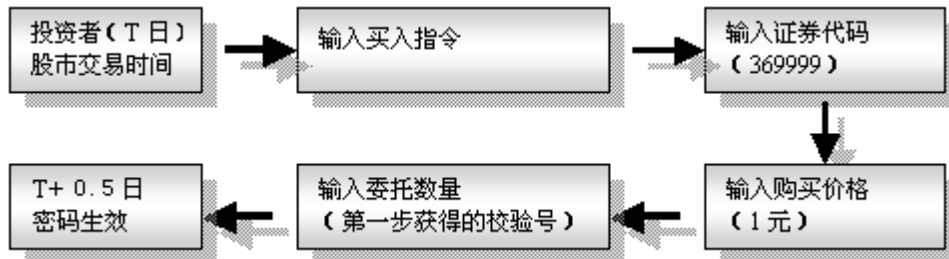 投资者(T日)
股市交易时间
输入买入指令
输入证券代码
(369999)
输入购买价格
(1元)
输入委托数量
(第一步获得的校验号)
T+0.5日
密码生效